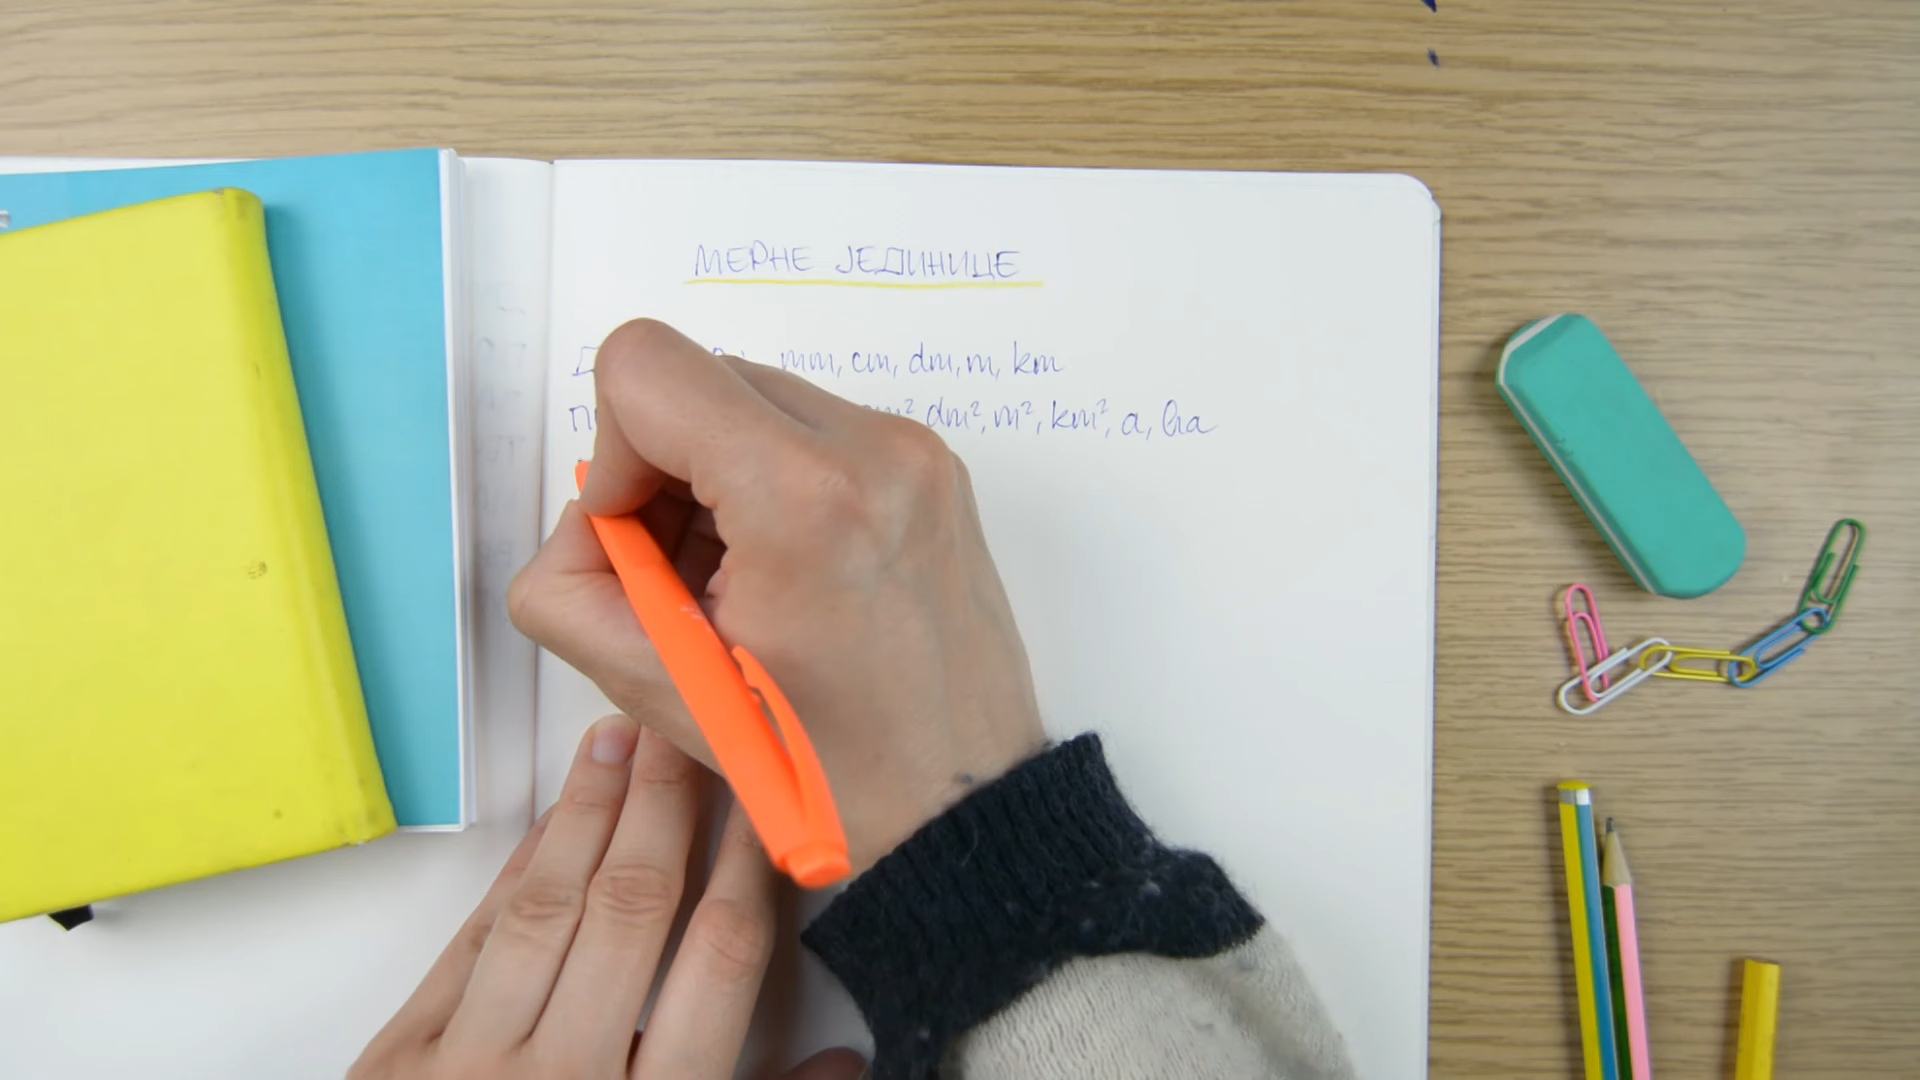 МЕРНЕ ЈЕДИНИЦЕ
mm, cm, dm, m, km
dm², m², km², a, ha